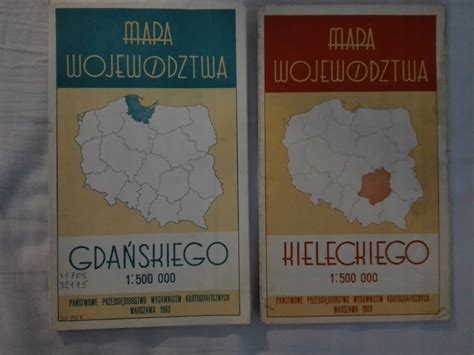 MAPA
WOJEWÓDZTWA
GDAŃSKIEGO
1:500 000
PAŃSTWOWE PRZEDSIĘBIORSTWO WYDAWNICTW KARTOGRAFICZNYCH
WARSZAWA
32115
MAPA
WOJEWÓDZTWA
KIELECKIEGO
1:500 000
PAŃSTWOWE PRZEDSIĘBIORSTWO WYDAWNICTW KARTOGRAFICZNYCH
WARSZAWA